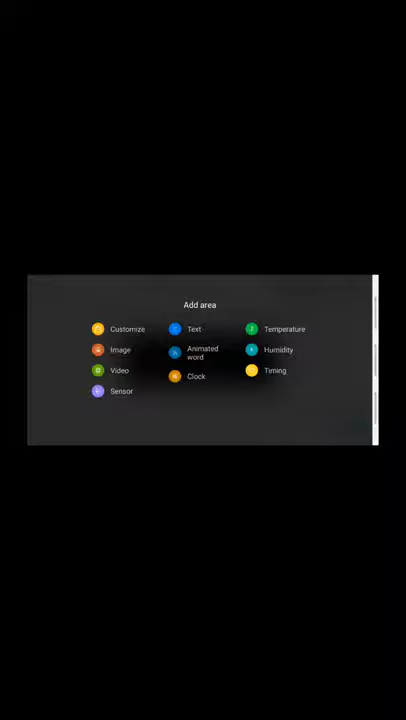 Add area
Customize
Text
Temperature
Image
Animated
word
Humidity
Video
Clock
Timing
Sensor